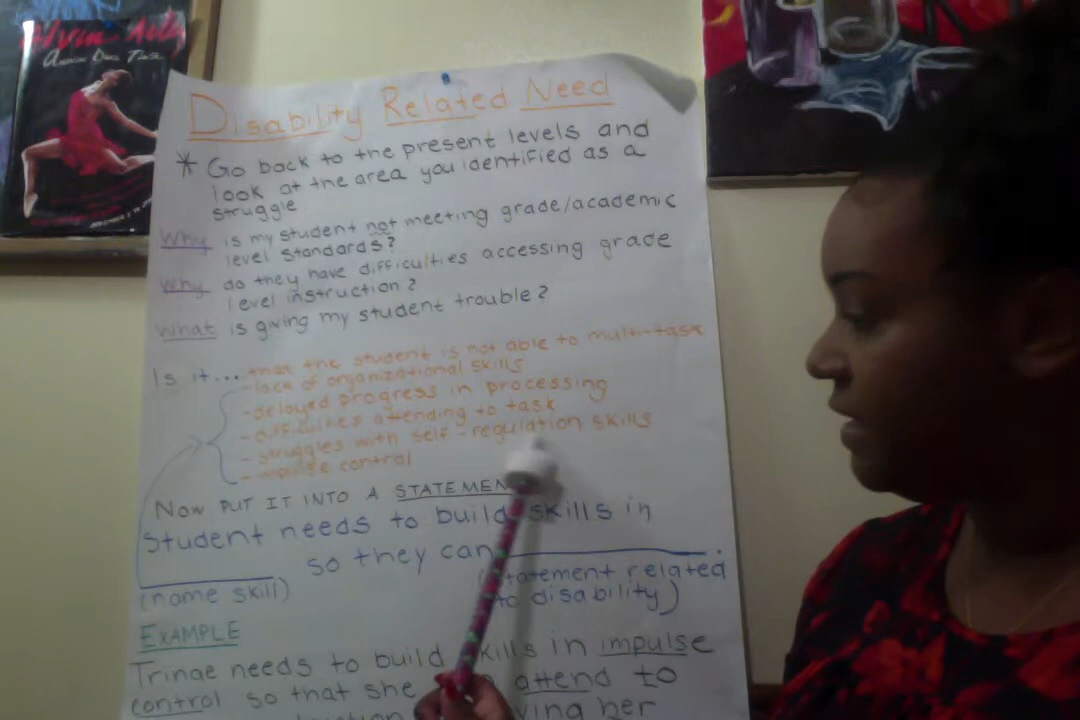 Alvin Ailey
American Dance Theater
Disability Related Need
* Go back to the present levels and
look at the area you identified as a
struggle
Why is my student not meeting grade/academic
level standards?
Why do they have difficulties accessing grade
level instruction?
What is giving my student trouble?
Is it... that the student is not able to multi-task
- lack of organizational skills
- delayed progress in processing
- difficulties attending to task
- struggles with self-regulation skills
- impulse control
Now put it into a STATEMENT
Student needs to build skills in
so they can .
(name skill)
(statement related
to disability)
EXAMPLE
needs to build skills in impulse
control so that she attend to
her